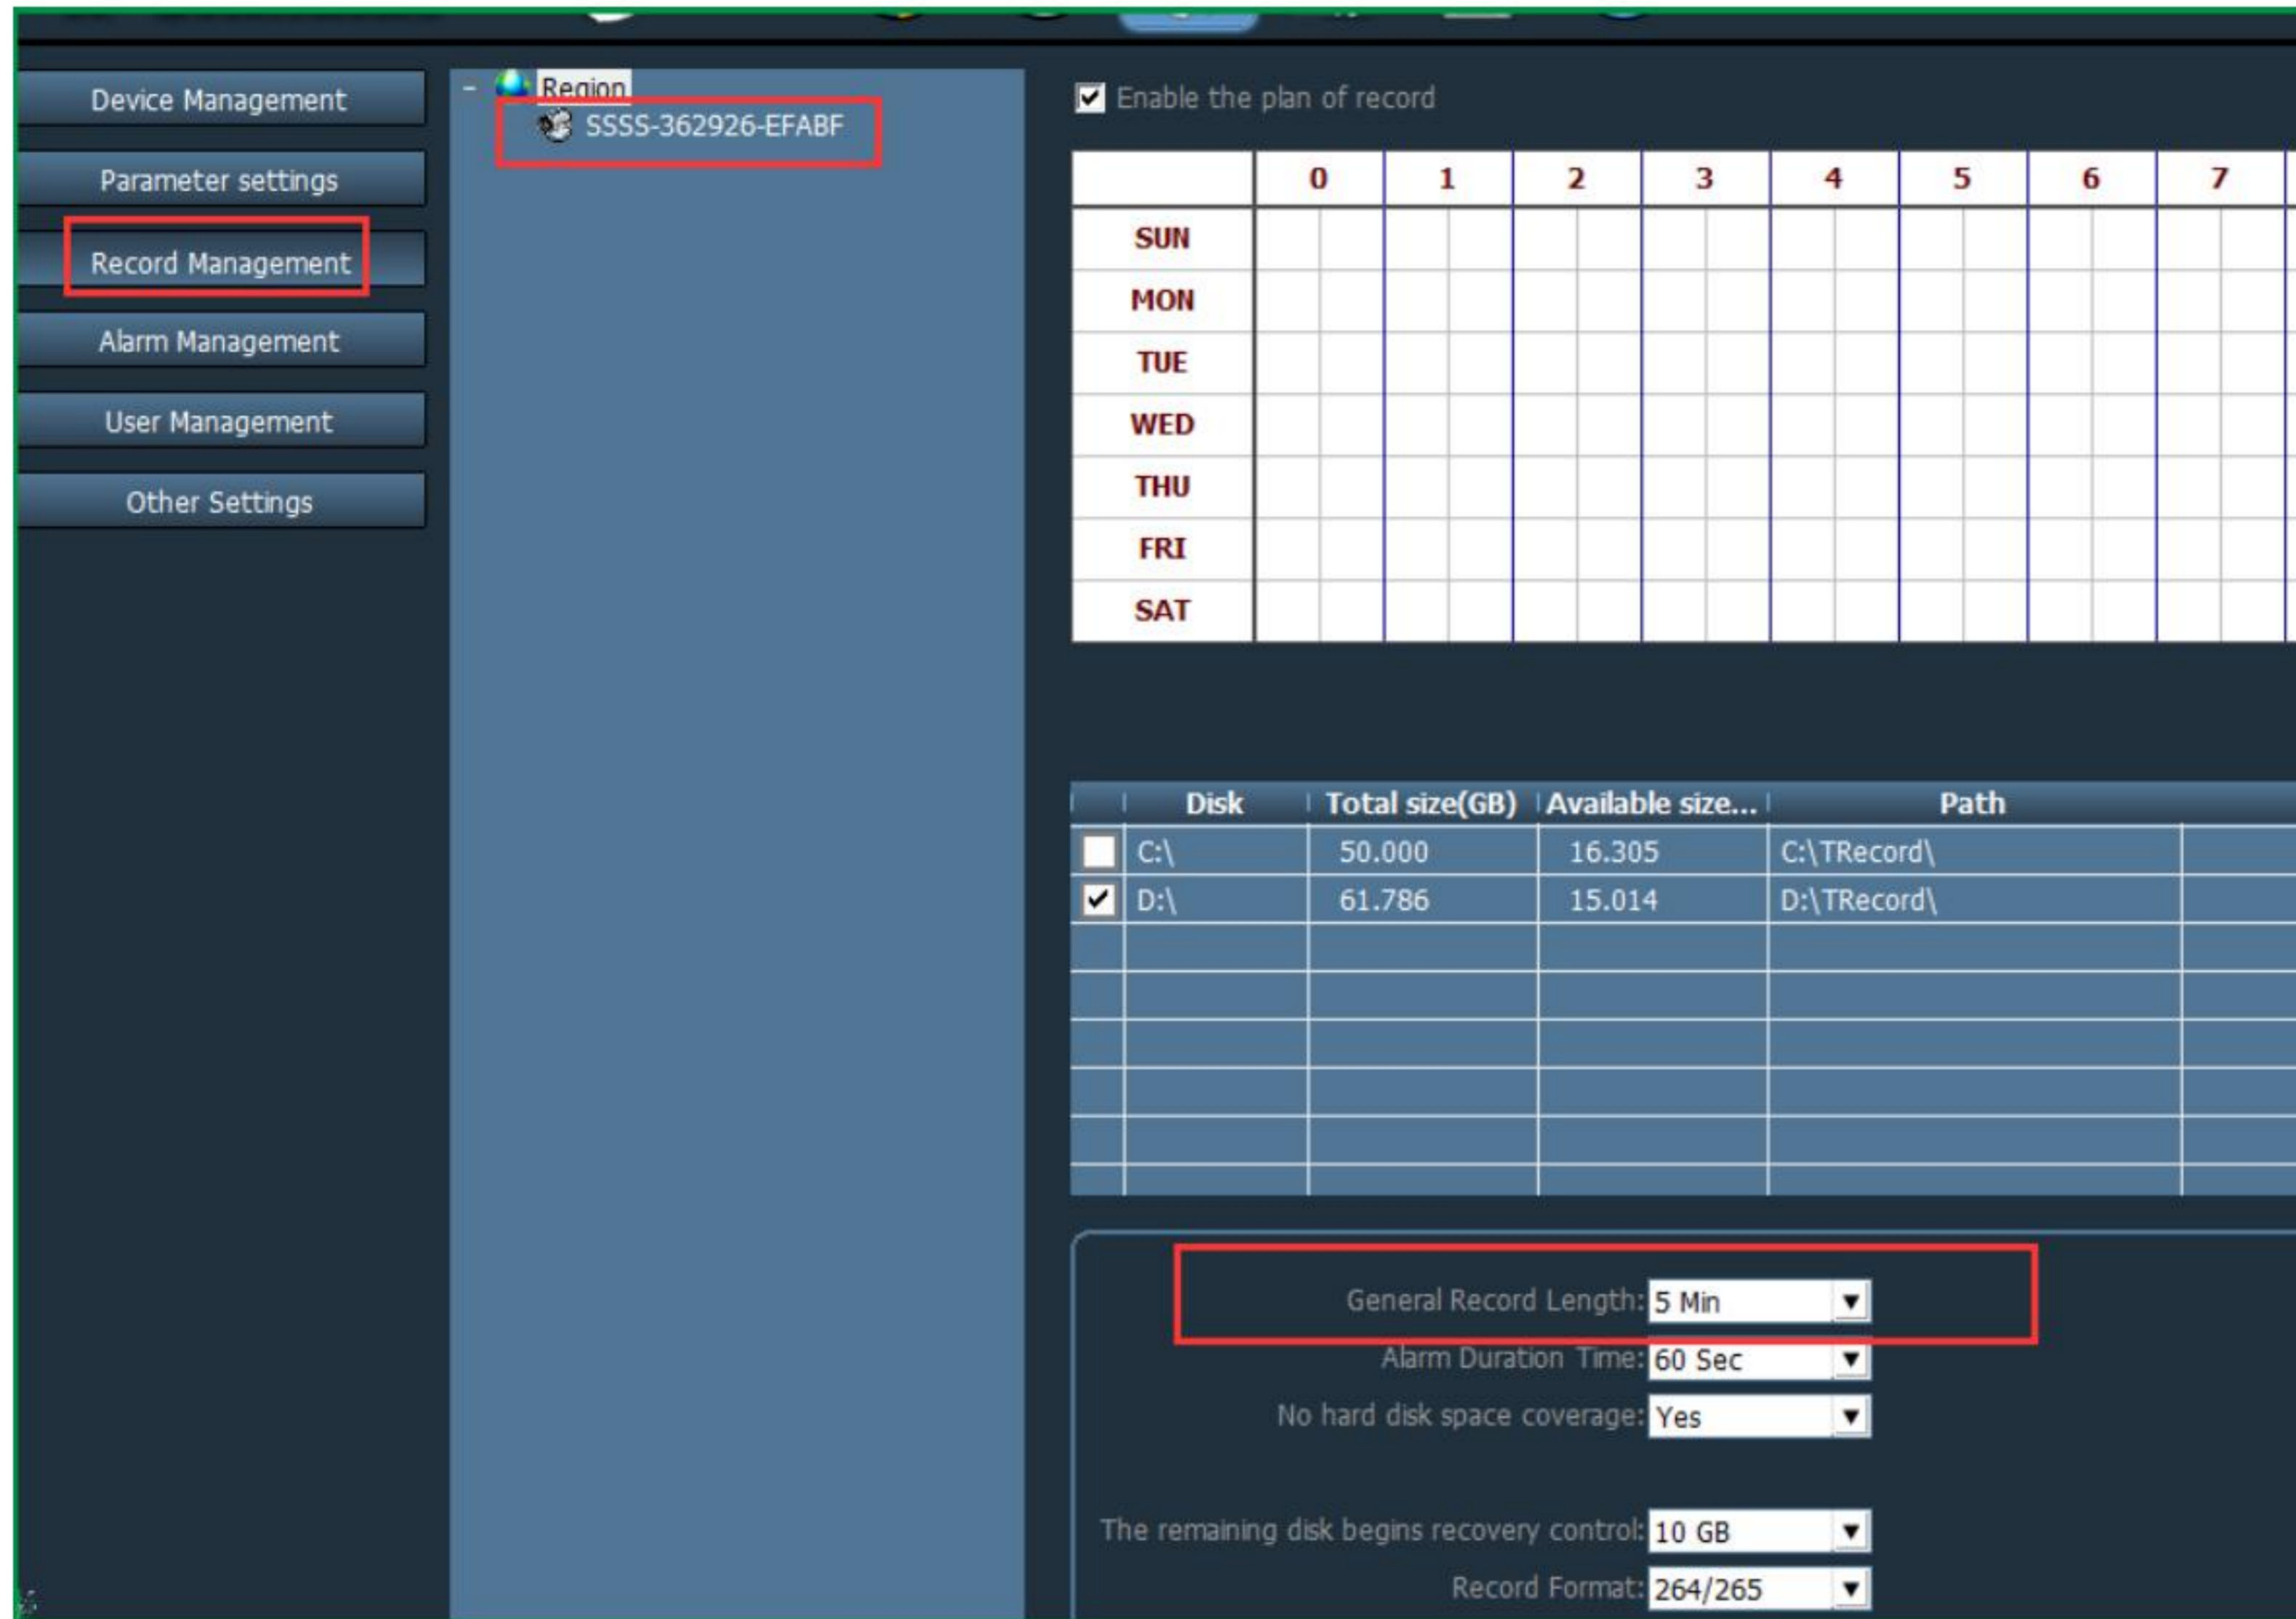 Device Management
Parameter settings
Record Management
Alarm Management
User Management
Other Settings
Region
SSSS-362926-EFABF
Enable the plan of record
0 1 2 3 4 5 6 7
SUN
MON
TUE
WED
THU
FRI
SAT
Disk Total size(GB) Available size... Path
C:\ 50.000 16.305 C:\TRecord\
D:\ 61.786 15.014 D:\TRecord\
General Record Length: 5 Min
Alarm Duration Time: 60 Sec
No hard disk space coverage: Yes
The remaining disk begins recovery control: 10 GB
Record Format: 264/265